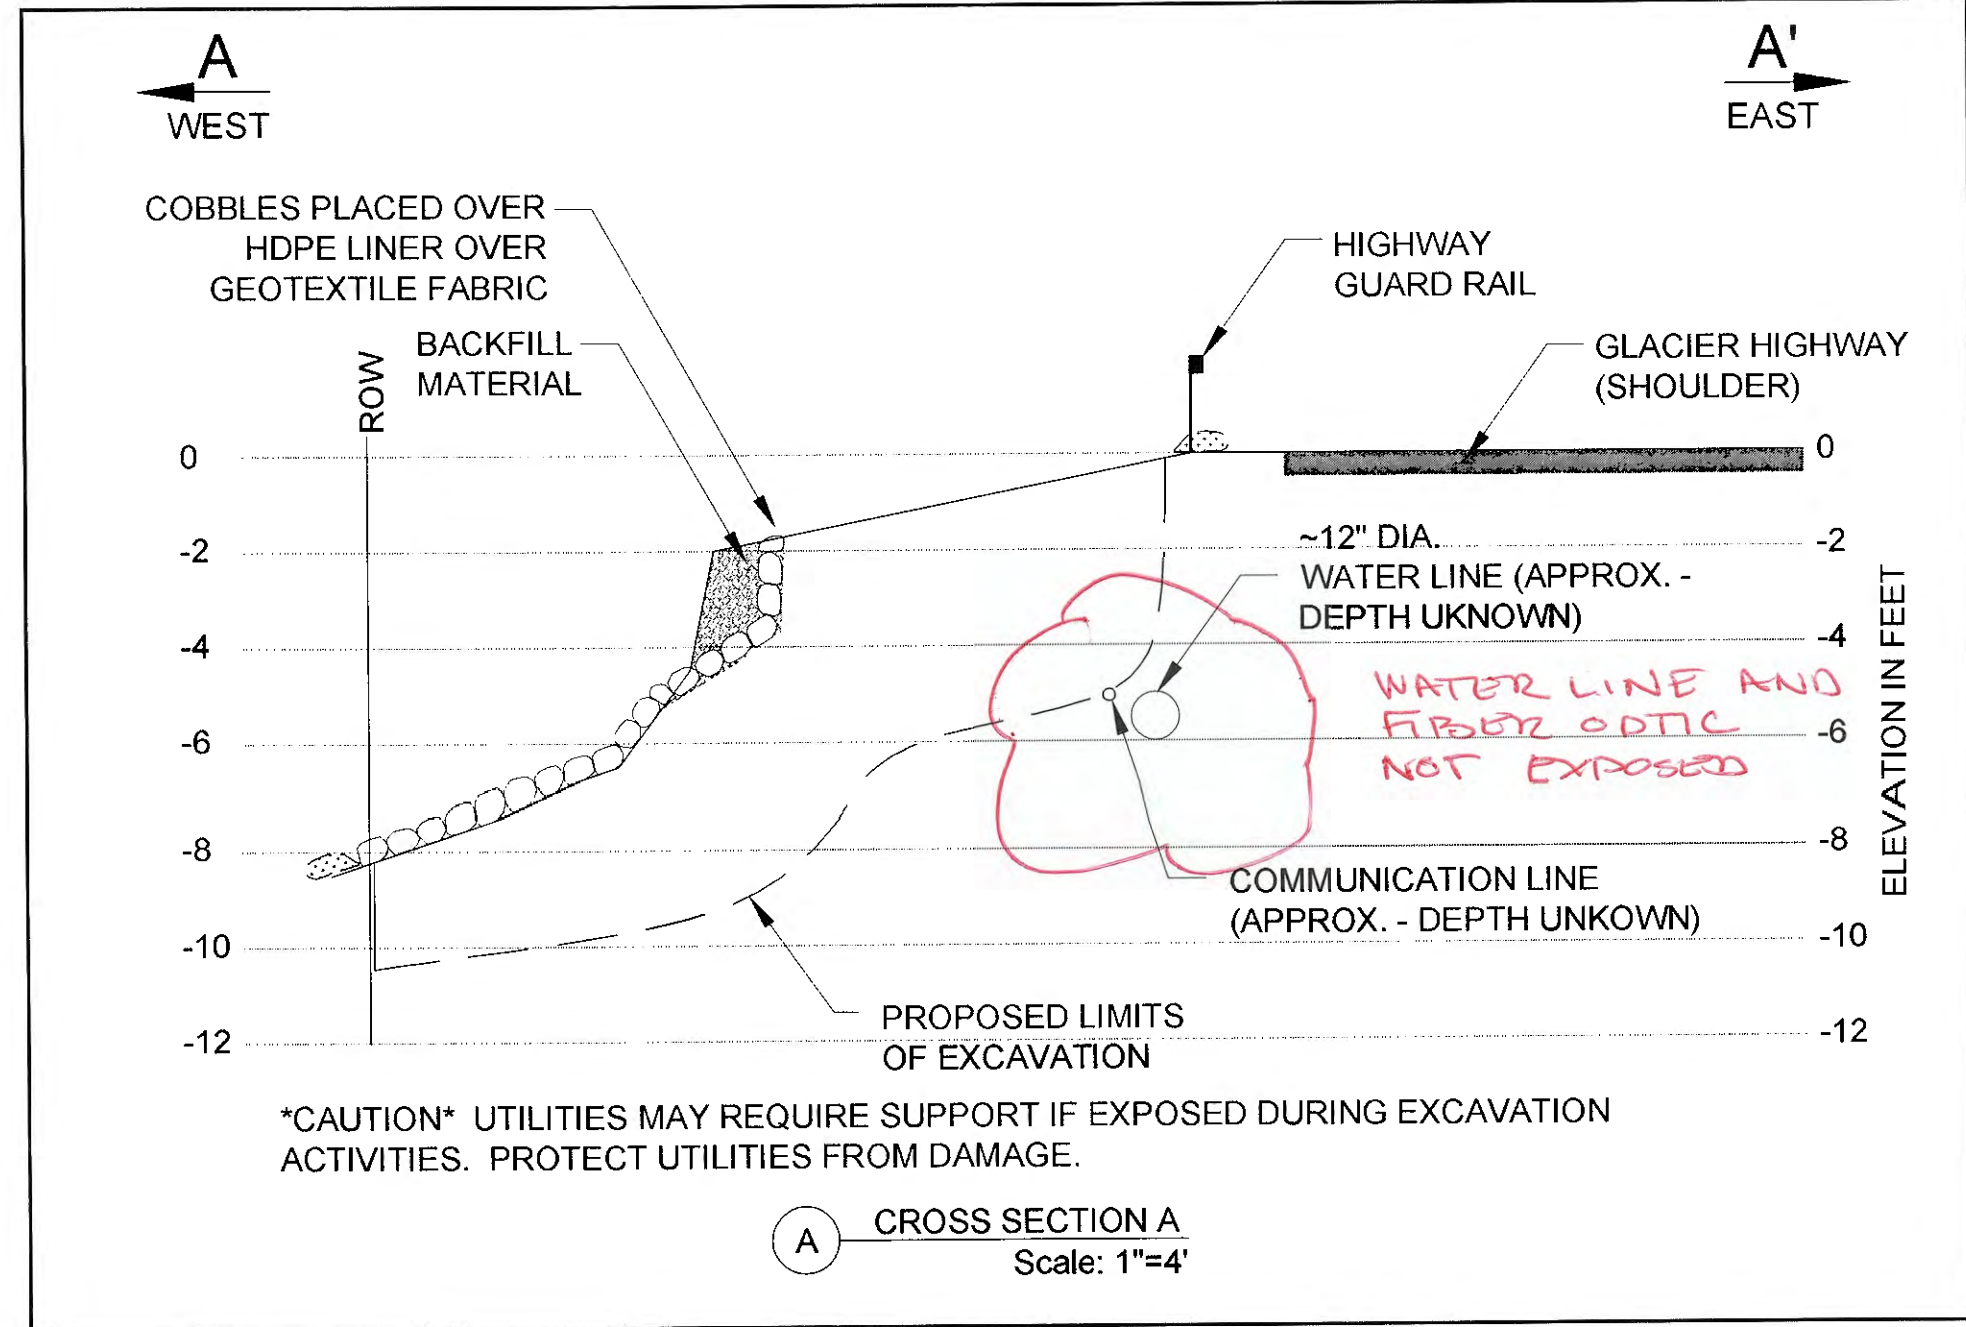 A
WEST
A'
EAST
COBBLES PLACED OVER
HDPE LINER OVER
GEOTEXTILE FABRIC
BACKFILL
MATERIAL
ROW
HIGHWAY
GUARD RAIL
GLACIER HIGHWAY
(SHOULDER)
0
-2
-4
-6
-8
-10
-12
0
-2
-4
-6
-8
-10
-12
ELEVATION IN FEET
~12" DIA.
WATER LINE (APPROX. -
DEPTH UKNOWN)
WATER LINE AND
FIBER OPTIC
NOT EXPOSED
COMMUNICATION LINE
(APPROX. - DEPTH UNKOWN)
PROPOSED LIMITS
OF EXCAVATION
*CAUTION* UTILITIES MAY REQUIRE SUPPORT IF EXPOSED DURING EXCAVATION
ACTIVITIES. PROTECT UTILITIES FROM DAMAGE.
A
CROSS SECTION A
Scale: 1"=4'